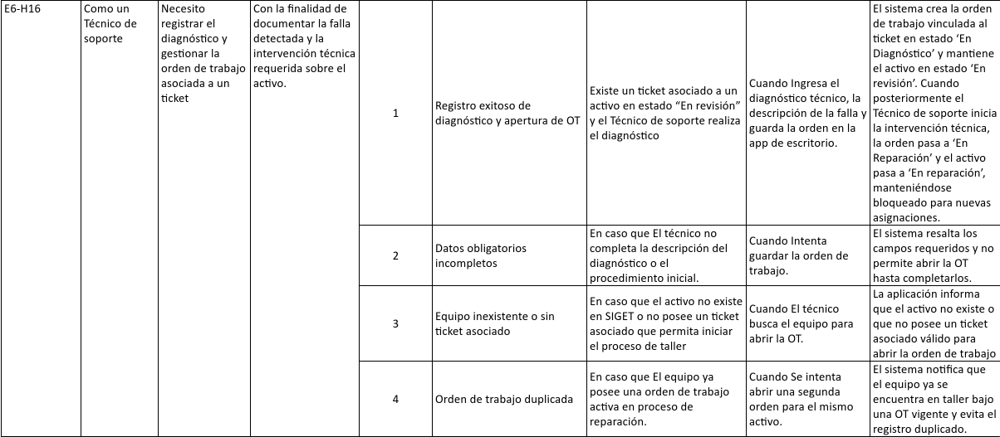 E6-H16
Como un
Técnico de
soporte
Necesito
registrar el
diagnóstico y
gestionar la
orden de trabajo
asociada a un
ticket
Con la finalidad de
documentar la falla
detectada y la
intervención técnica
requerida sobre el
activo.
1
Registro exitoso de
diagnóstico y apertura de OT
Existe un ticket asociado a un
activo en estado “En revisión”
y el Técnico de soporte realiza
el diagnóstico
Cuando Ingresa el
diagnóstico técnico, la
descripción de la falla y
guarda la orden en la
app de escritorio.
El sistema crea la orden
de trabajo vinculada al
ticket en estado ‘En
Diagnóstico’ y mantiene
el activo en estado ‘En
revisión’. Cuando
posteriormente el
Técnico de soporte inicia
la intervención técnica,
la orden pasa a ‘En
Reparación’ y el activo
pasa a ‘En reparación’,
manteniéndose
bloqueado para nuevas
asignaciones.
2
Datos obligatorios
incompletos
En caso que El técnico no
completa la descripción del
diagnóstico o el
procedimiento inicial.
Cuando Intenta
guardar la orden de
trabajo.
El sistema resalta los
campos requeridos y no
permite abrir la OT
hasta completarlos.
3
Equipo inexistente o sin
ticket asociado
En caso que el activo no existe
en SIGET o no posee un ticket
asociado que permita iniciar
el proceso de taller
Cuando El técnico
busca el equipo para
abrir la OT.
La aplicación informa
que el activo no existe o
que no posee un ticket
asociado válido para
abrir la orden de trabajo
4
Orden de trabajo duplicada
En caso que El equipo ya
posee una orden de trabajo
activa en proceso de
reparación.
Cuando Se intenta
abrir una segunda
orden para el mismo
activo.
El sistema notifica que
el equipo ya se
encuentra en taller bajo
una OT vigente y evita el
registro duplicado.